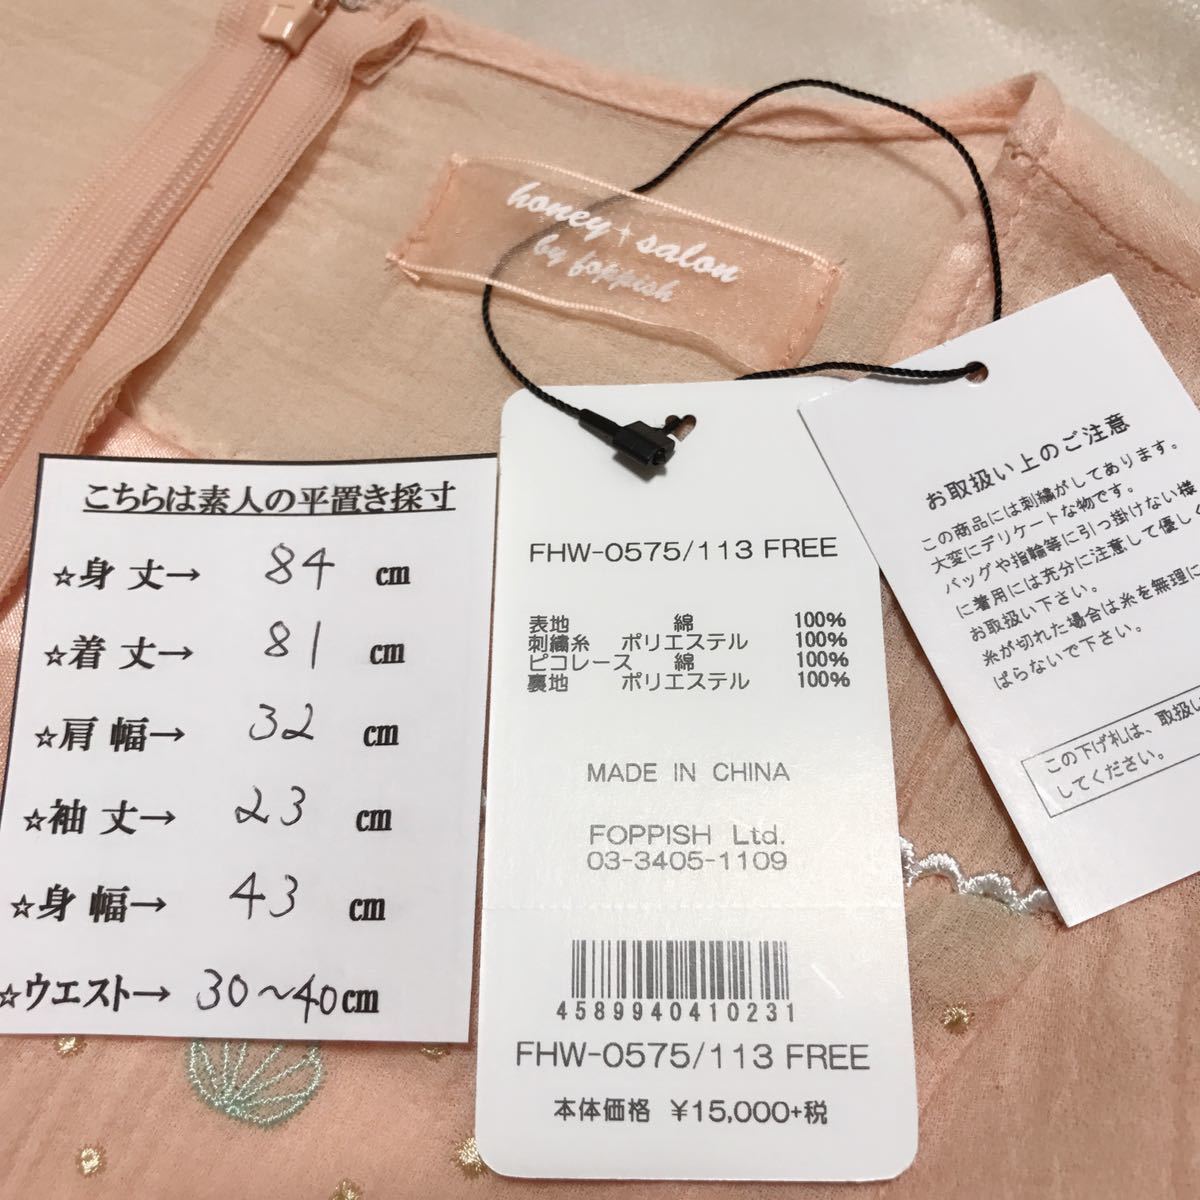 honey salon
by foppish
こちらは素人の平置き採寸
☆身 丈→ 84 cm
☆着 丈→ 81 cm
☆肩 幅→ 32 cm
☆袖 丈→ 23 cm
☆身 幅→ 43 cm
☆ウエスト→ 30〜40cm
FHW-0575/113 FREE
表地 綿 100%
刺繍糸 ポリエステル 100%
ピコレース 綿 100%
裏地 ポリエステル 100%
MADE IN CHINA
FOPPISH Ltd.
03-3405-1109
4589940410231
FHW-0575/113 FREE
本体価格 ¥15,000+税
お取扱い上のご注意
この商品には刺繍がしてあります。
大変にデリケートな物です。
バッグや指輪等に引っ掛けない様
に着用には充分に注意して優しく
お取扱い下さい。
糸が切れた場合は糸を無理に
ぱらないで下さい。
この下げ札は、取扱い
してください。